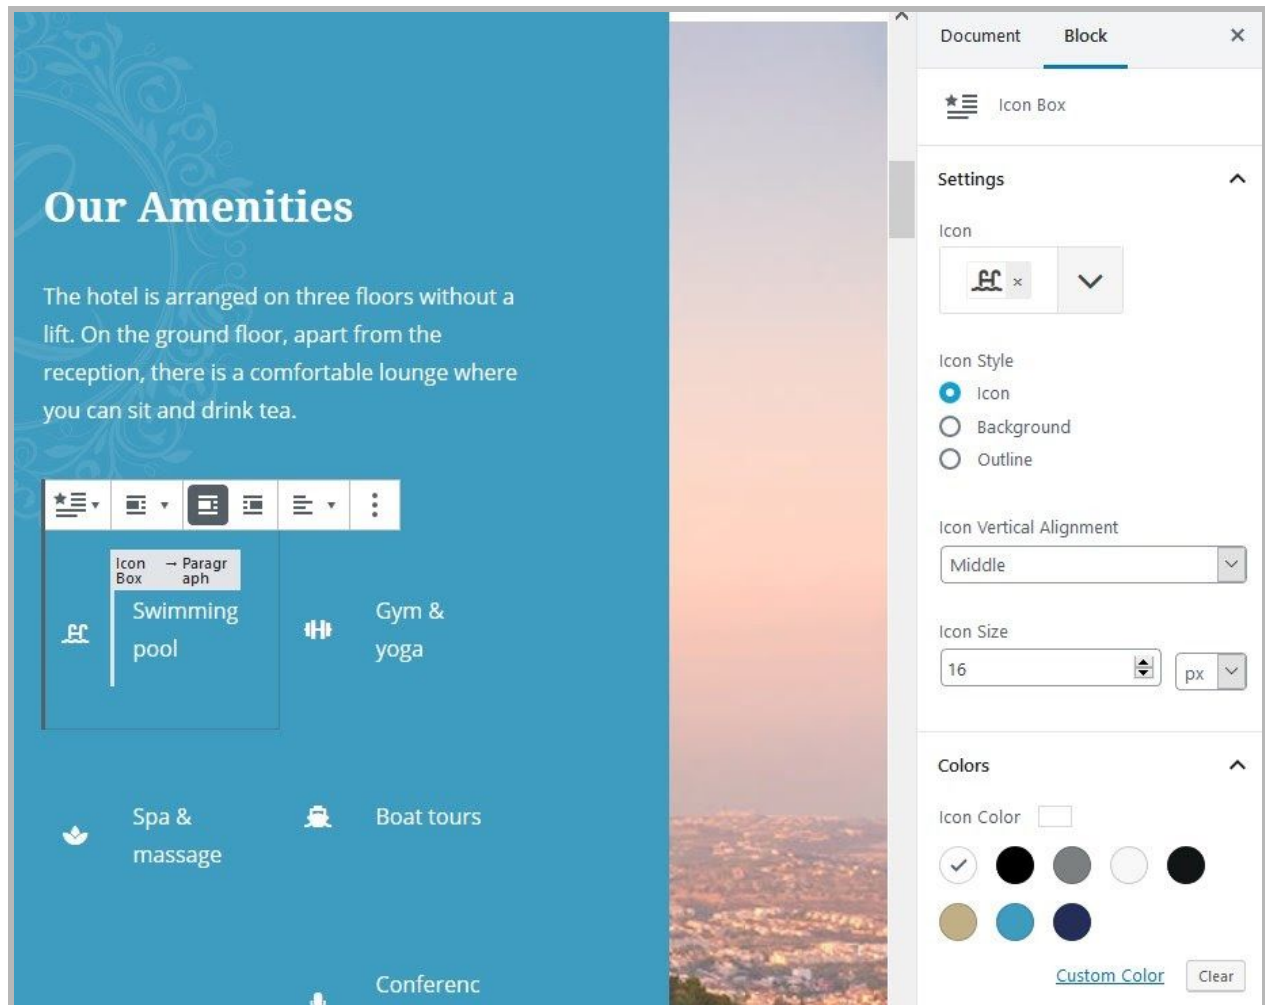 Document Block
Icon Box
Settings
Icon
Icon Style
Icon
Background
Outline
Icon Vertical Alignment
Middle
Icon Size
16 px
Colors
Icon Color
Custom Color Clear
Our Amenities
The hotel is arranged on three floors without a
lift. On the ground floor, apart from the
reception, there is a comfortable lounge where
you can sit and drink tea.
Icon → Paragr
Box aph
Swimming
pool
Gym &
yoga
Spa &
massage
Boat tours
Conferenc